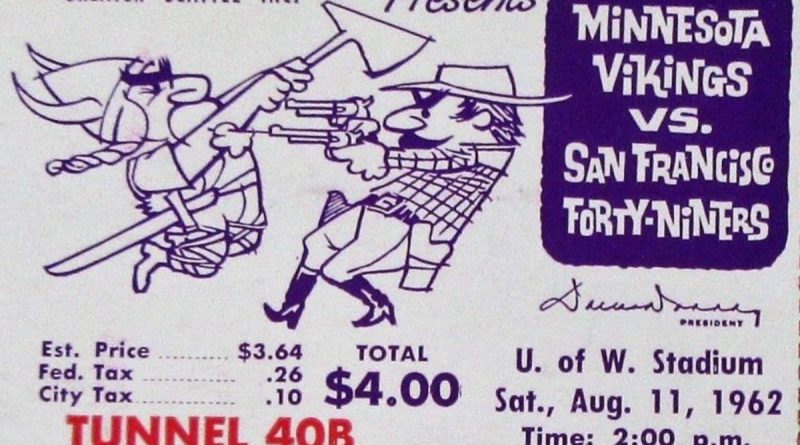 Presents
MINNESOTA
VIKINGS
VS.
SAN FRANCISCO
FORTY-NINERS
PRESIDENT
Est. Price ........... $3.64
Fed. Tax .............. .26
City Tax .............. .10
TOTAL
$4.00
U. of W. Stadium
Sat., Aug. 11, 1962
Time: 2:00 p.m.
TUNNEL 40B